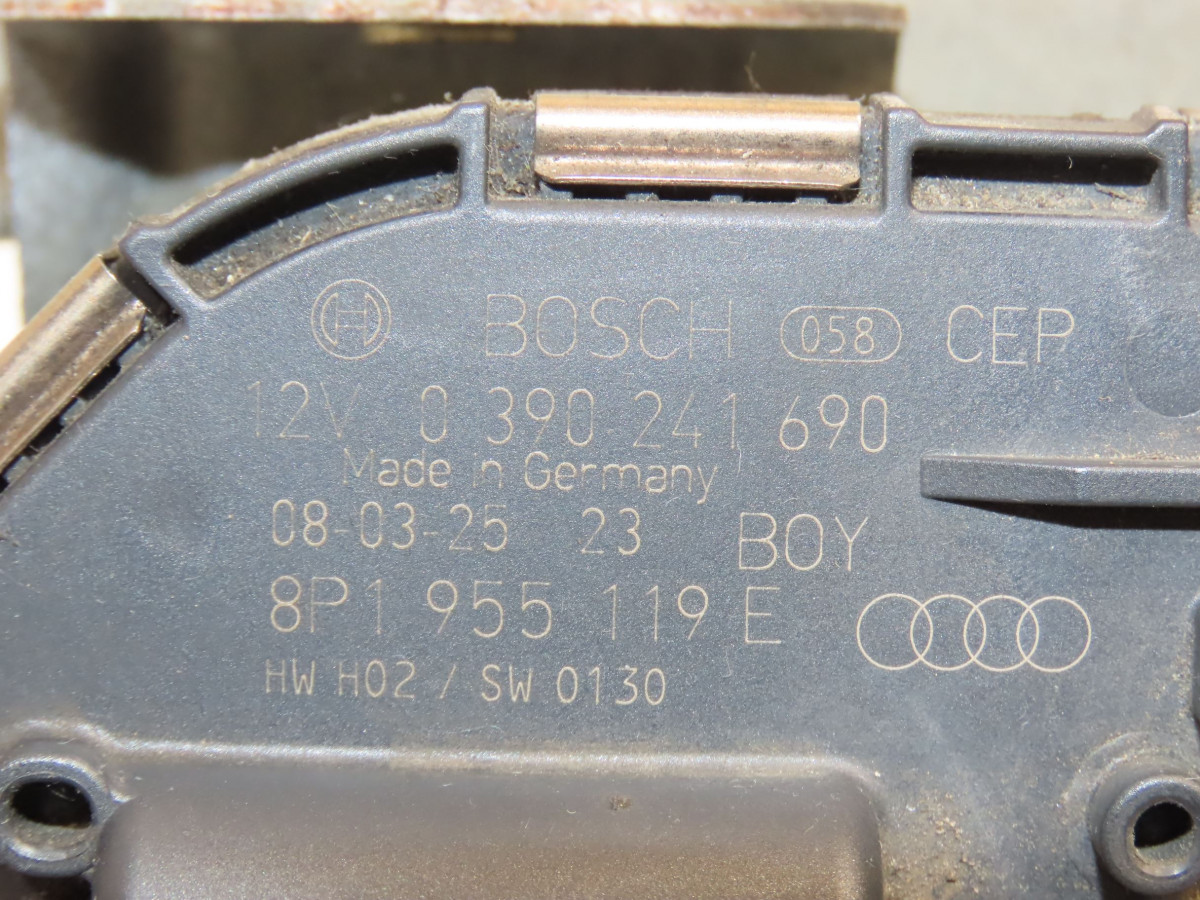 BOSCH 058 CEP
12V 0 390 241 690
Made in Germany
08-03-25 23 BOY
8P1 955 119 E
HW H02 / SW 0130